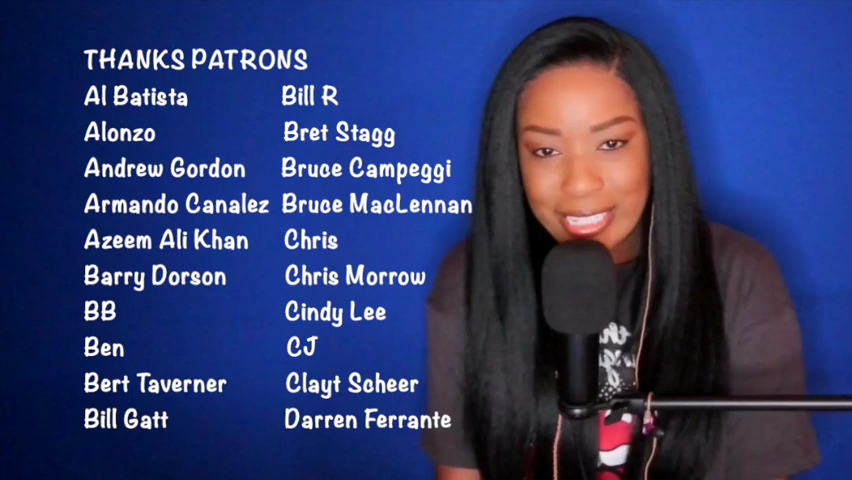 THANKS PATRONS
Al Batista
Alonzo
Andrew Gordon
Armando Canalez
Azeem Ali Khan
Barry Dorson
BB
Ben
Bert Taverner
Bill Gatt
Bill R
Bret Stagg
Bruce Campeggi
Bruce MacLennan
Chris
Chris Morrow
Cindy Lee
CJ
Clayt Scheer
Darren Ferrante